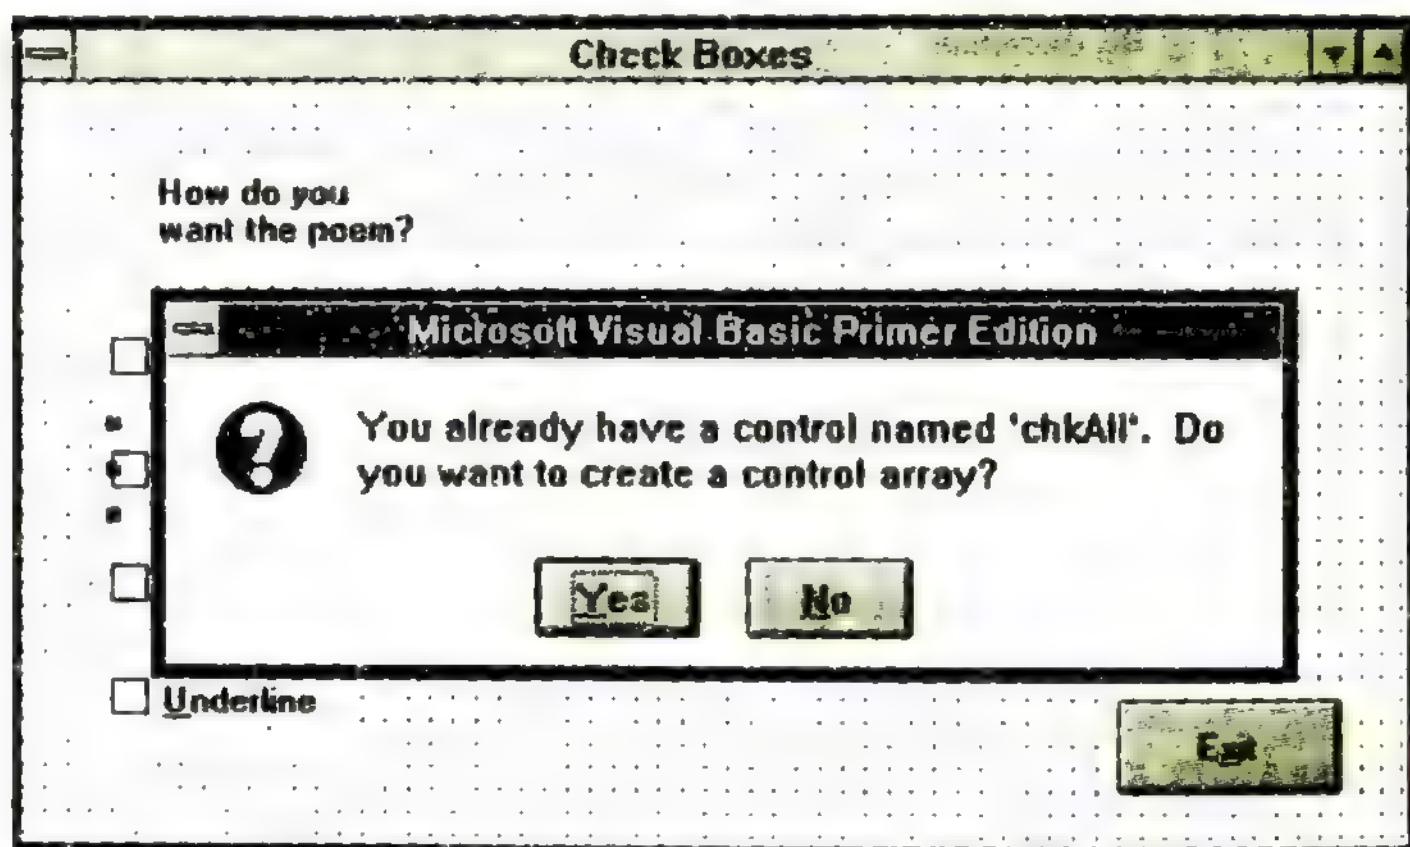 Check Boxes
How do you
want the poem?
Microsoft Visual Basic Primer Edition
You already have a control named 'chkAll'. Do
you want to create a control array?
Yes
No
Underline
Exit